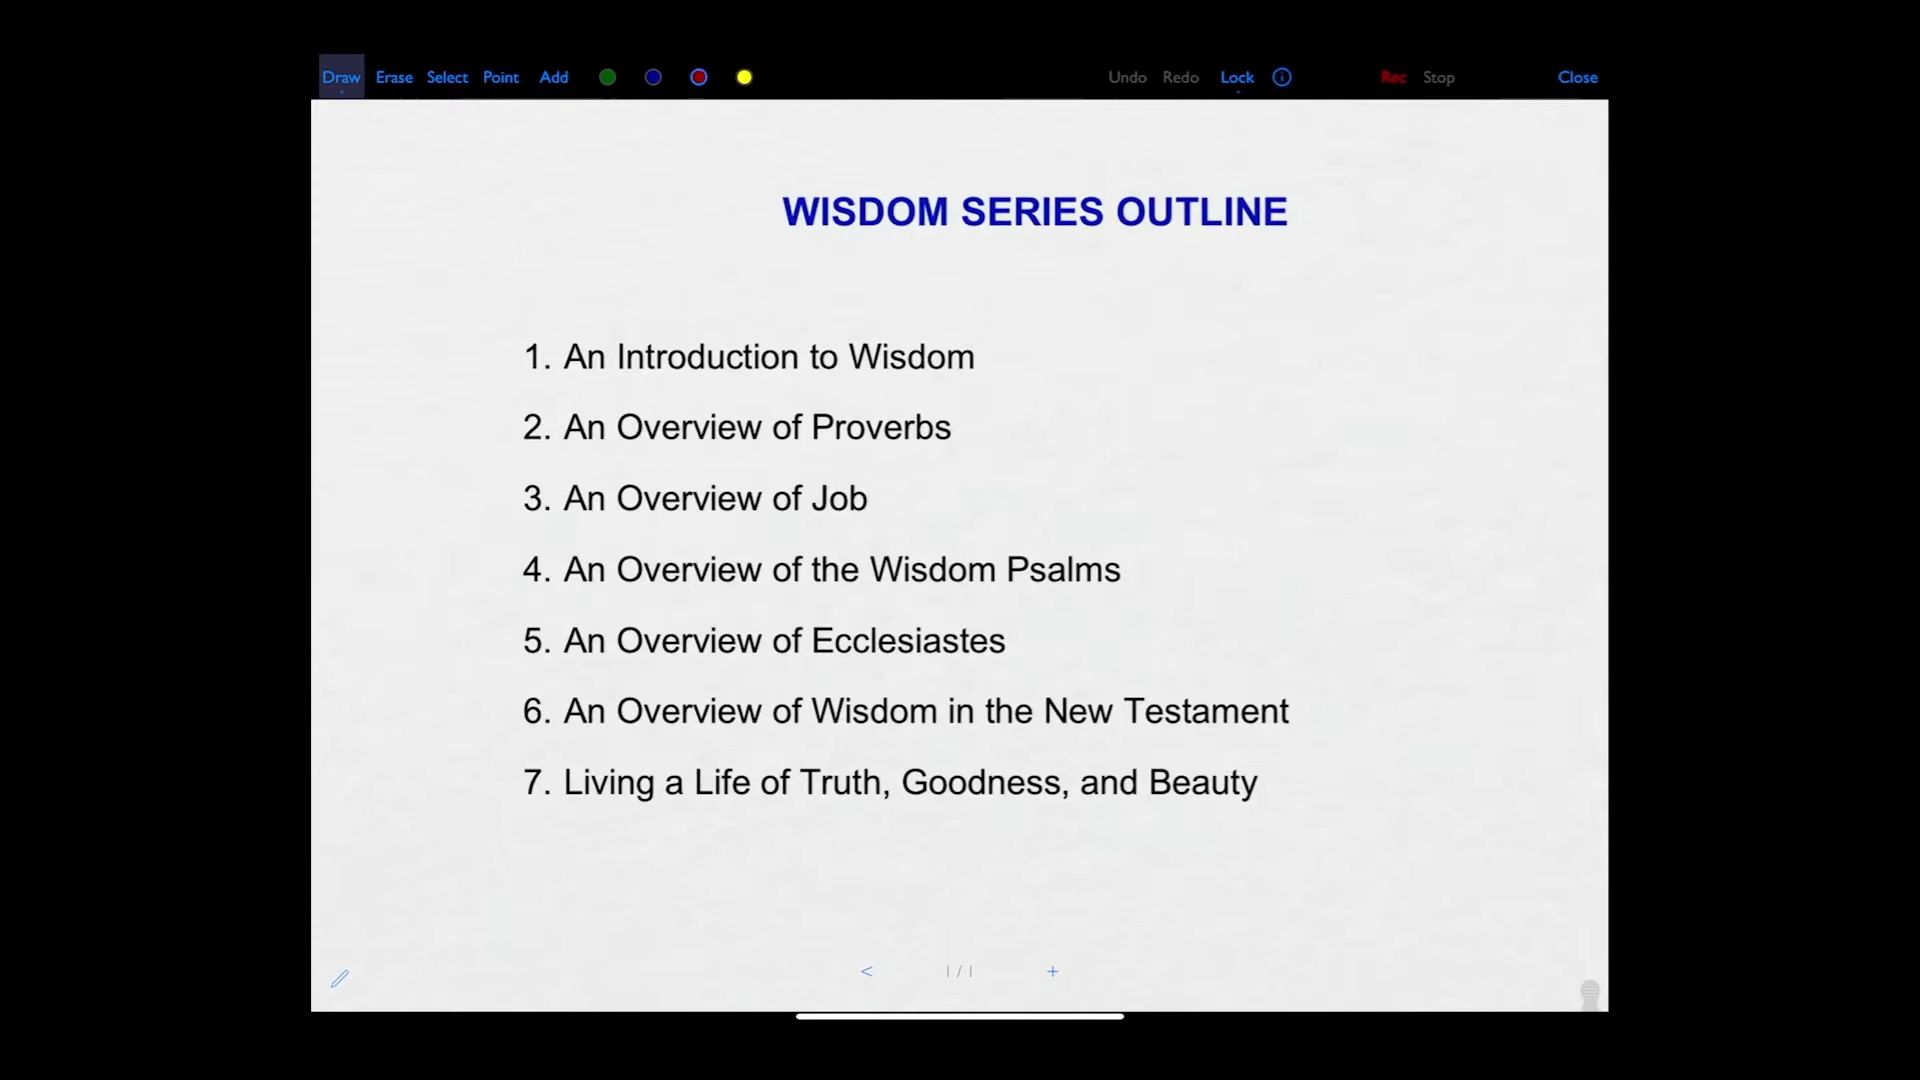 Draw Erase Select Point Add Undo Redo Lock Rec Stop Close
WISDOM SERIES OUTLINE
1. An Introduction to Wisdom
2. An Overview of Proverbs
3. An Overview of Job
4. An Overview of the Wisdom Psalms
5. An Overview of Ecclesiastes
6. An Overview of Wisdom in the New Testament
7. Living a Life of Truth, Goodness, and Beauty
< 1 / 1 +